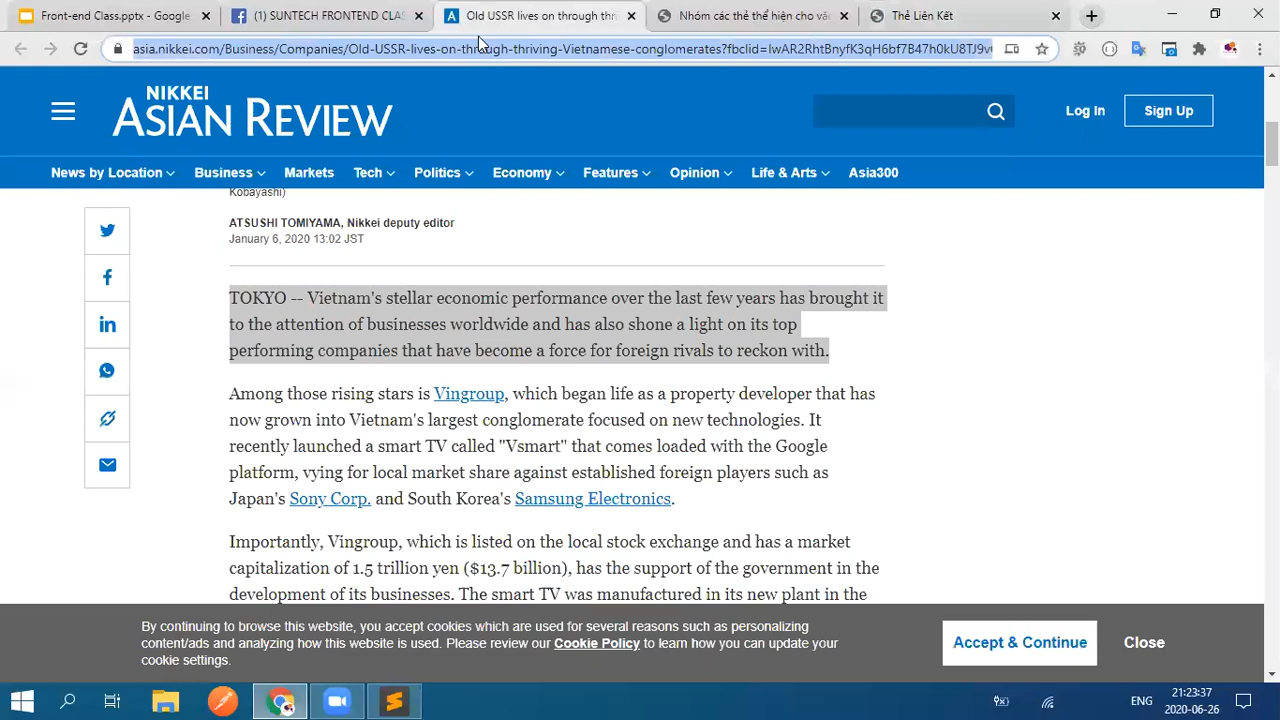 Front-end Class.pptx - Google
(1) SUNTECH FRONTEND CLAS
Old USSR lives on through thri
Nhóm các thẻ thể hiện cho vă
Thẻ Liên Kết
asia.nikkei.com/Business/Companies/Old-USSR-lives-on-through-thriving-Vietnamese-conglomerates?fbclid=IwAR2RhtBnyfK3qH6bf7B47h0kU8TJ9v
NIKKEI
ASIAN REVIEW
Log In
Sign Up
News by Location
Business
Markets
Tech
Politics
Economy
Features
Opinion
Life & Arts
Asia300
Kobayashi)
ATSUSHI TOMIYAMA, Nikkei deputy editor
January 6, 2020 13:02 JST
TOKYO -- Vietnam's stellar economic performance over the last few years has brought it
to the attention of businesses worldwide and has also shone a light on its top
performing companies that have become a force for foreign rivals to reckon with.
Among those rising stars is Vingroup, which began life as a property developer that has
now grown into Vietnam's largest conglomerate focused on new technologies. It
recently launched a smart TV called "Vsmart" that comes loaded with the Google
platform, vying for local market share against established foreign players such as
Japan's Sony Corp. and South Korea's Samsung Electronics.
Importantly, Vingroup, which is listed on the local stock exchange and has a market
capitalization of 1.5 trillion yen ($13.7 billion), has the support of the government in the
development of its businesses. The smart TV was manufactured in its new plant in the
By continuing to browse this website, you accept cookies which are used for several reasons such as personalizing
content/ads and analyzing how this website is used. Please review our Cookie Policy to learn how you can update your
cookie settings.
Accept & Continue
Close
ENG
21:23:37
2020-06-26